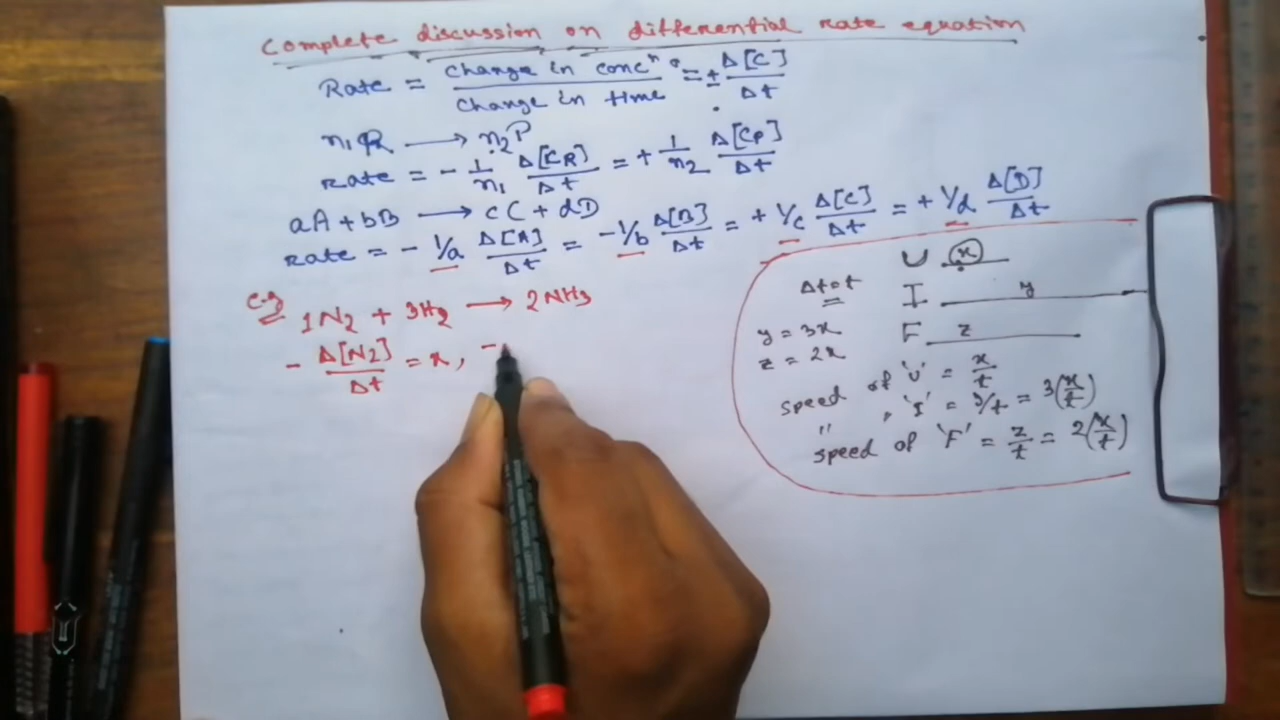 Complete discussion on differential rate equation
Rate = change in concⁿ / change in time = ± Δ[C] / Δt
n₁R ⟶ n₂P
rate = - 1/n₁ Δ[CR] / Δt = + 1/n₂ Δ[CP] / Δt
aA + bB ⟶ cC + dD
rate = - 1/a Δ[A] / Δt = - 1/b Δ[B] / Δt = + 1/c Δ[C] / Δt = + 1/d Δ[D] / Δt
e.g 1N₂ + 3H₂ ⟶ 2NH₃
- Δ[N₂] / Δt = x, -
U x
Δt=t I y
y = 3x F z
z = 2x
speed of 'U' = x/t
" " 'I' = y/t = 3(x/t)
speed of 'F' = z/t = 2(x/t)